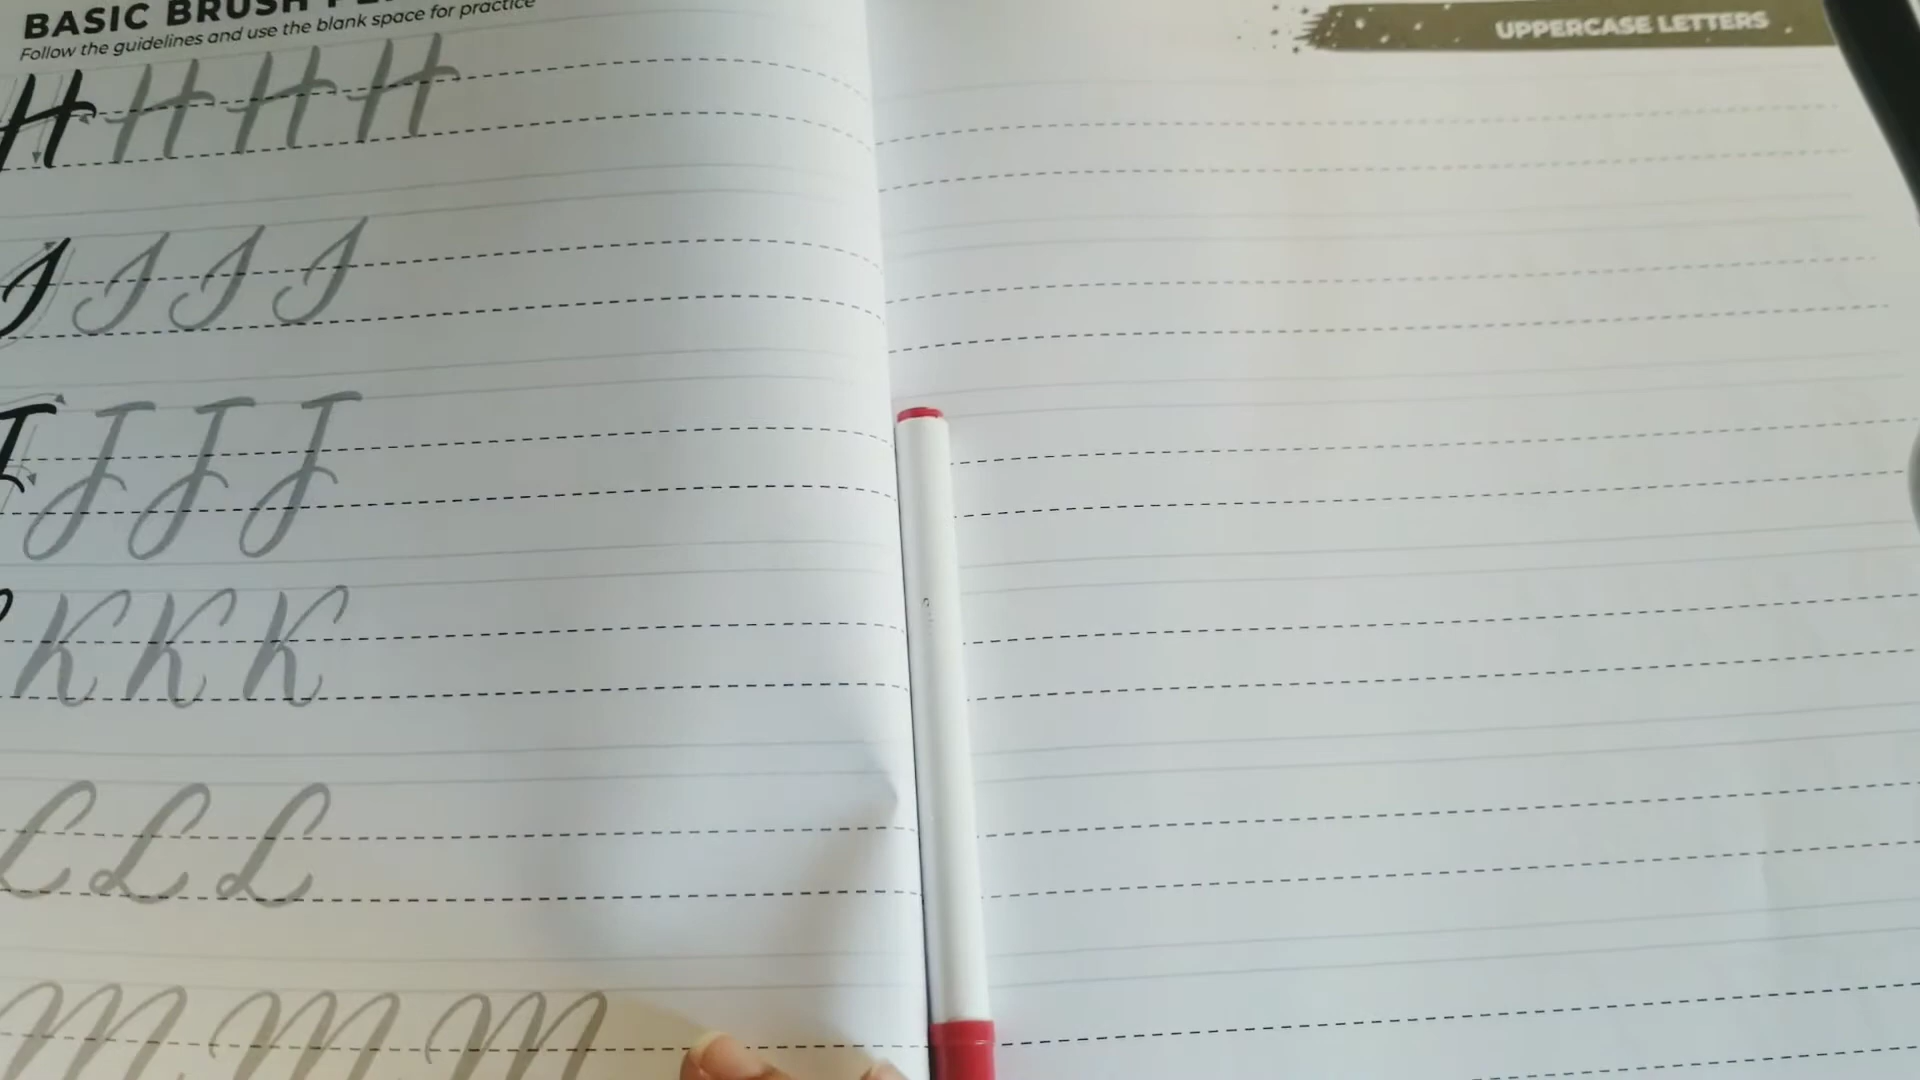 BASIC BRUSH
Follow the guidelines and use the blank space for practice
UPPERCASE LETTERS
H H H H H
I I I I
J J J J
K K K
L L L
M M M